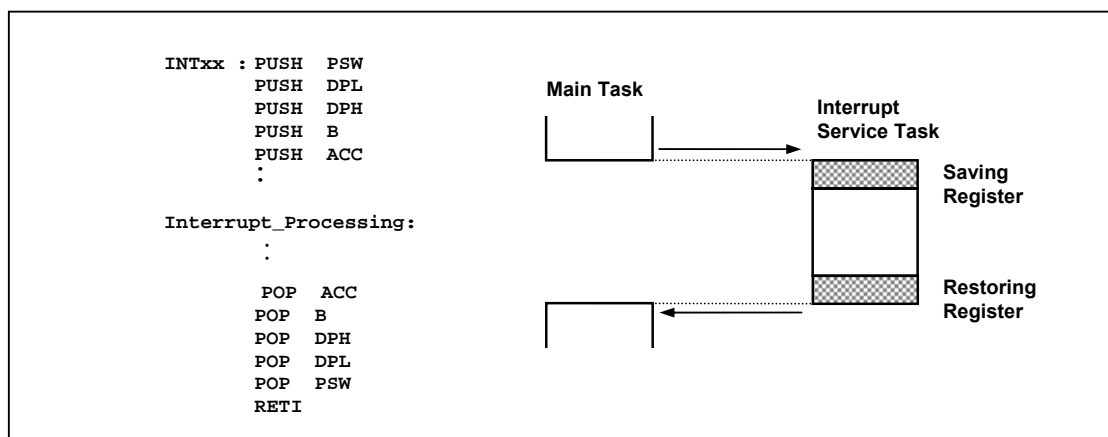 INTxx : PUSH PSW
PUSH DPL
PUSH DPH
PUSH B
PUSH ACC
:
Interrupt_Processing:
:
POP ACC
POP B
POP DPH
POP DPL
POP PSW
RETI
Main Task
Interrupt
Service Task
Saving
Register
Restoring
Register